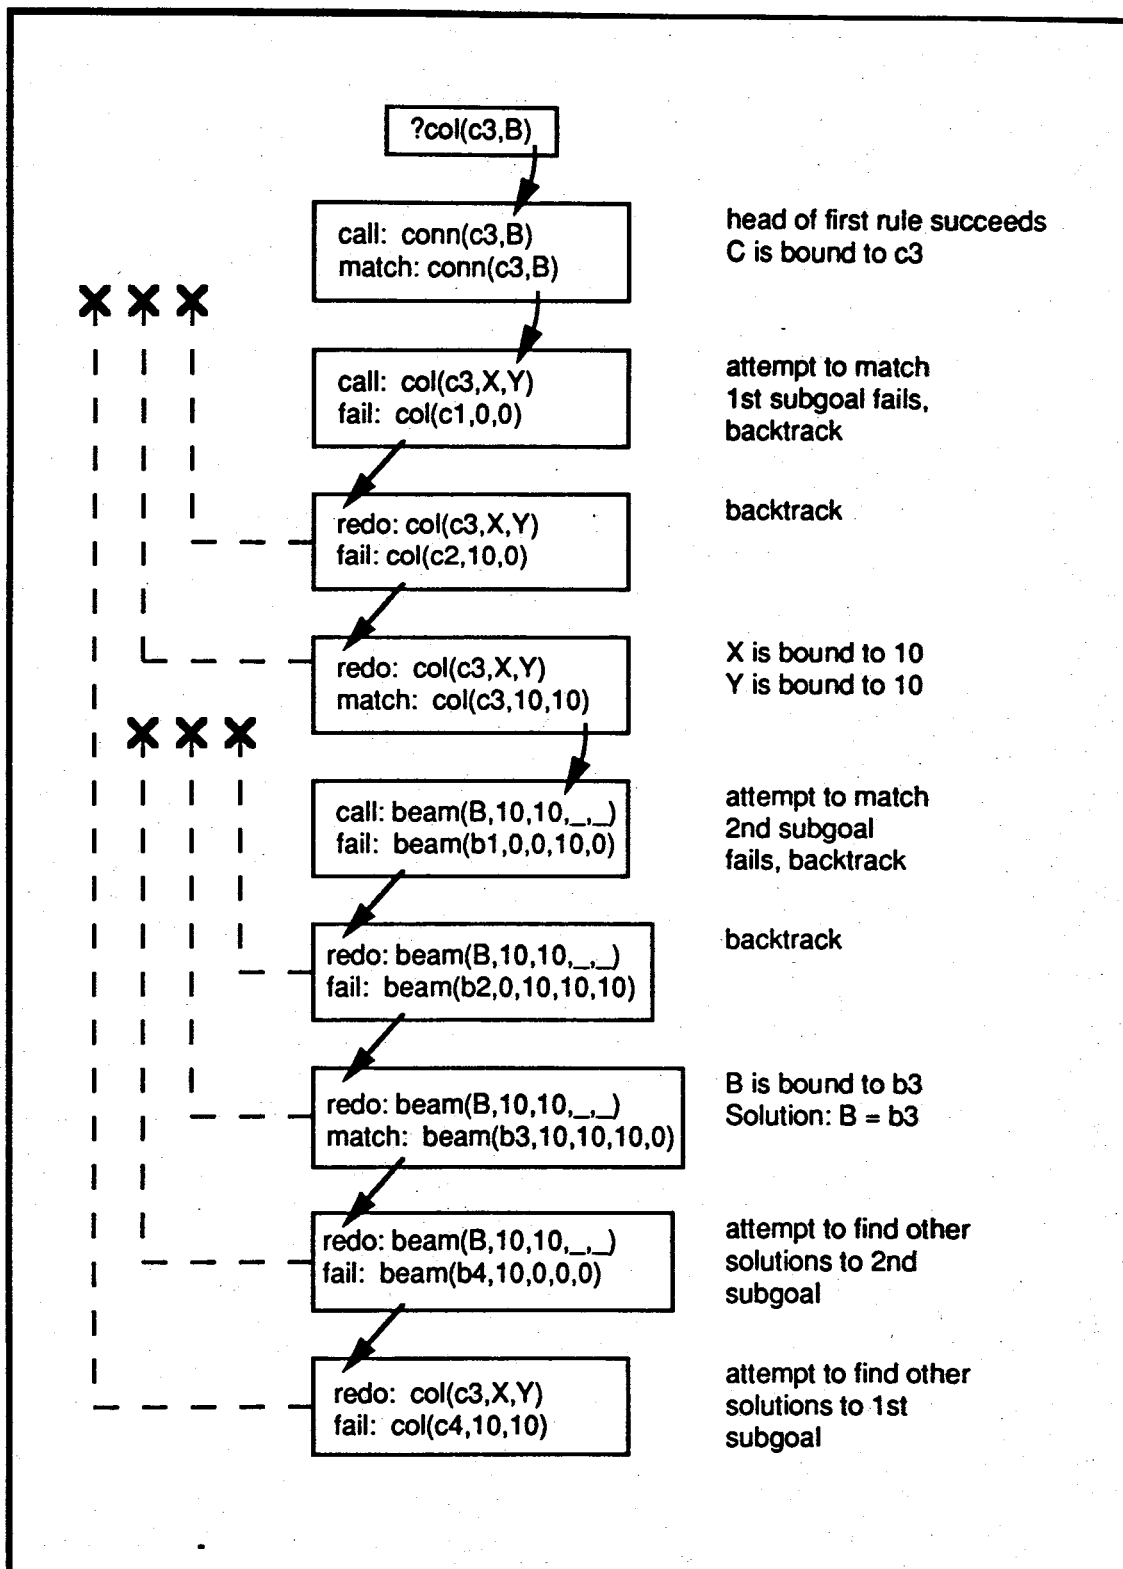 ?col(c3,B)
call: conn(c3,B)
match: conn(c3,B)
head of first rule succeeds
C is bound to c3
call: col(c3,X,Y)
fail: col(c1,0,0)
attempt to match
1st subgoal fails,
backtrack
redo: col(c3,X,Y)
fail: col(c2,10,0)
backtrack
redo: col(c3,X,Y)
match: col(c3,10,10)
X is bound to 10
Y is bound to 10
call: beam(B,10,10,_,_)
fail: beam(b1,0,0,10,0)
attempt to match
2nd subgoal
fails, backtrack
redo: beam(B,10,10,_,_)
fail: beam(b2,0,10,10,10)
backtrack
redo: beam(B,10,10,_,_)
match: beam(b3,10,10,10,0)
B is bound to b3
Solution: B = b3
redo: beam(B,10,10,_,_)
fail: beam(b4,10,0,0,0)
attempt to find other
solutions to 2nd
subgoal
redo: col(c3,X,Y)
fail: col(c4,10,10)
attempt to find other
solutions to 1st
subgoal